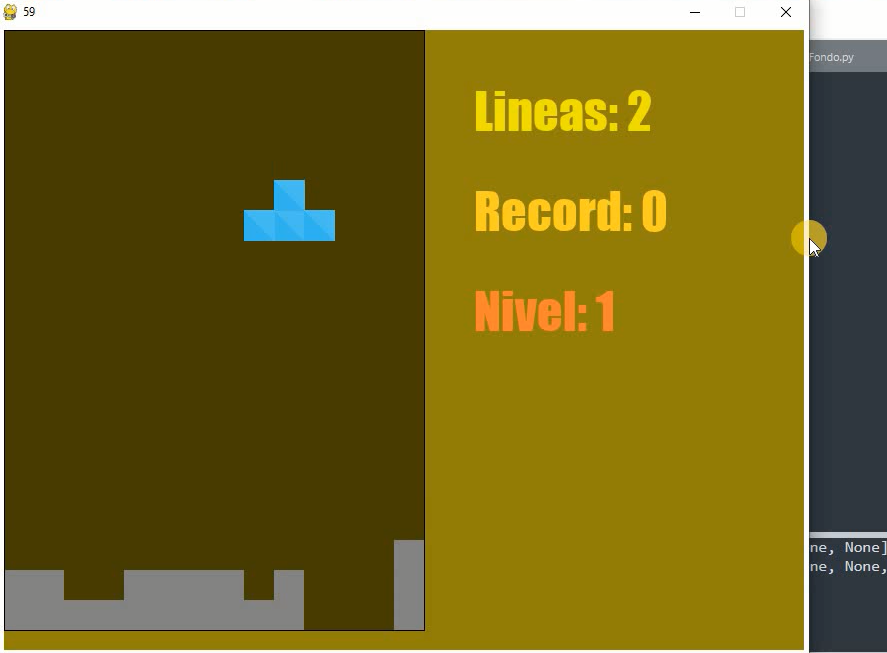 59
Fondo.py
Lineas: 2
Record: 0
Nivel: 1
ne, None]
ne, None,